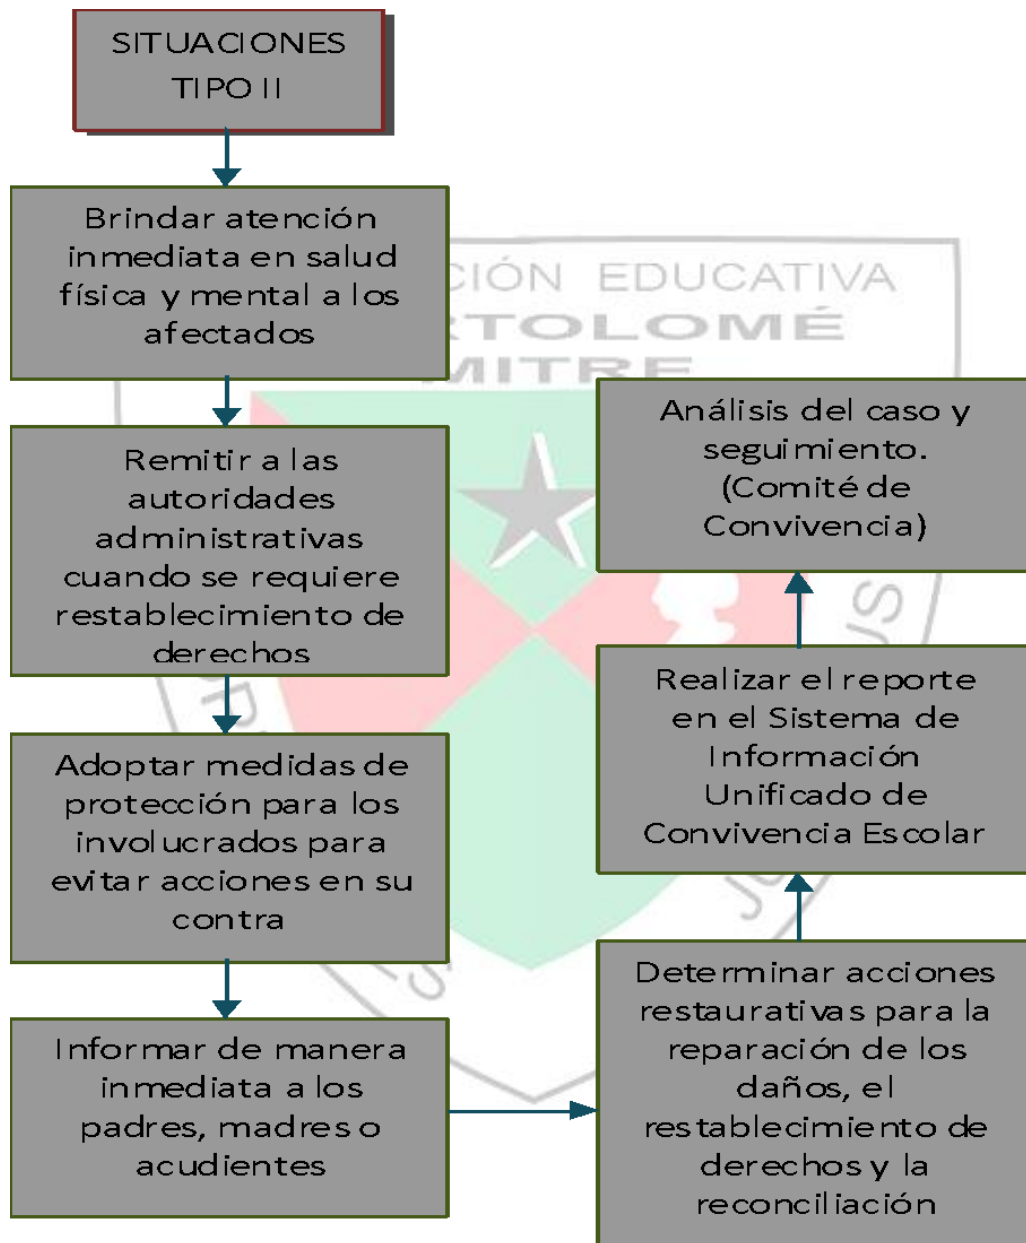 SITUACIONES
TIPO II
Brindar atención
inmediata en salud
física y mental a los
afectados
Remitir a las
autoridades
administrativas
cuando se requiere
restablecimiento de
derechos
Adoptar medidas de
protección para los
involucrados para
evitar acciones en su
contra
Informar de manera
inmediata a los
padres, madres o
acudientes
Determinar acciones
restaurativas para la
reparación de los
daños, el
restablecimiento de
derechos y la
reconciliación
Realizar el reporte
en el Sistema de
Información
Unificado de
Convivencia Escolar
Análisis del caso y
seguimiento.
(Comité de
Convivencia)
EDUCATIVA
MITRE